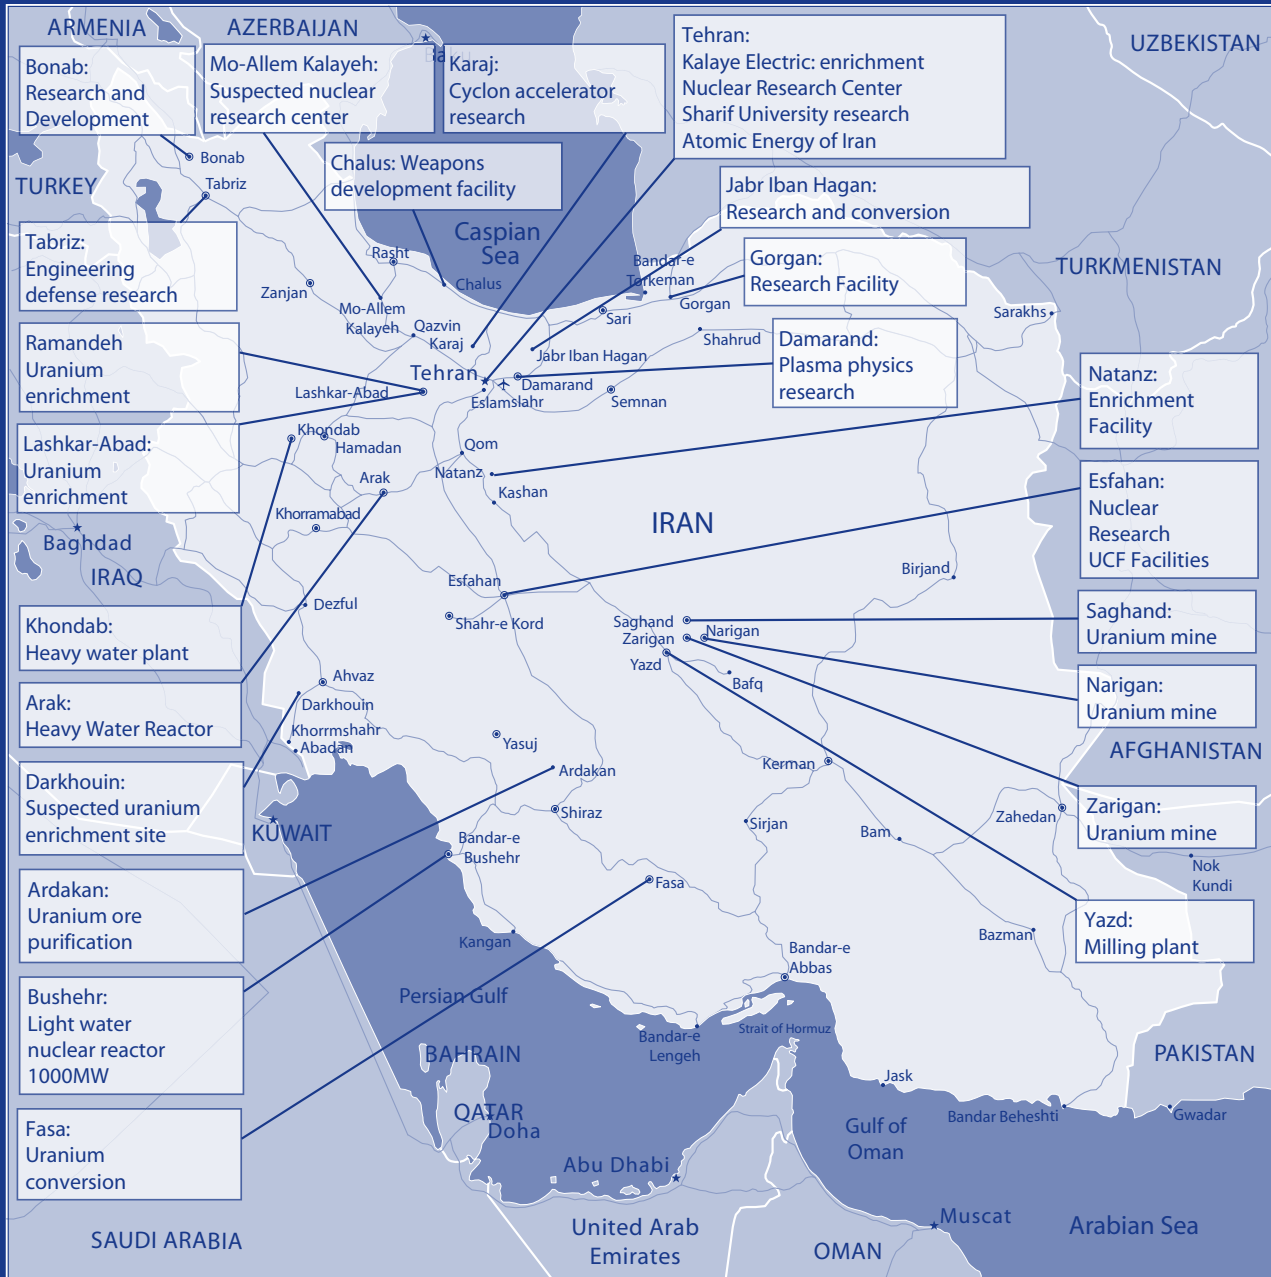 ARMENIA
AZERBAIJAN
UZBEKISTAN
Baku
Bonab:
Research and
Development
Mo-Allem Kalayeh:
Suspected nuclear
research center
Karaj:
Cyclon accelerator
research
Tehran:
Kalaye Electric: enrichment
Nuclear Research Center
Sharif University research
Atomic Energy of Iran
Chalus: Weapons
development facility
Jabr Iban Hagan:
Research and conversion
Gorgan:
Research Facility
Damarand:
Plasma physics
research
TURKEY
Bonab
Tabriz
Tabriz:
Engineering
defense research
Ramandeh
Uranium
enrichment
Lashkar-Abad:
Uranium
enrichment
Caspian
Sea
TURKMENISTAN
Rasht
Zanjan
Mo-Allem
Kalayeh
Chalus
Qazvin
Karaj
Bandar-e
Torkeman
Gorgan
Sari
Shahrud
Sarakhs
Jabr Iban Hagan
Tehran
Damarand
Eslamslahr
Semnan
Lashkar-Abad
Khondab
Hamadan
Qom
Natanz
Kashan
Arak
Khorramabad
Natanz:
Enrichment
Facility
Esfahan:
Nuclear
Research
UCF Facilities
IRAN
Baghdad
IRAQ
Birjand
Esfahan
Shahr-e Kord
Dezful
Saghand
Zarigan
Narigan
Yazd
Bafq
Saghand:
Uranium mine
Narigan:
Uranium mine
Khondab:
Heavy water plant
Arak:
Heavy Water Reactor
Darkhouin:
Suspected uranium
enrichment site
Ardakan:
Uranium ore
purification
Bushehr:
Light water
nuclear reactor
1000MW
Fasa:
Uranium
conversion
Ahvaz
Darkhouin
Khorrmshahr
Abadan
Yasuj
Ardakan
Shiraz
Kerman
AFGHANISTAN
Zarigan:
Uranium mine
KUWAIT
Bandar-e
Bushehr
Sirjan
Bam
Zahedan
Nok
Kundi
Fasa
Yazd:
Milling plant
Kangan
Bazman
Bandar-e
Abbas
Persian Gulf
Bandar-e
Lengeh
Strait of Hormuz
BAHRAIN
PAKISTAN
Jask
QATAR
Doha
Bandar Beheshti
Gwadar
Gulf of
Oman
Abu Dhabi
Muscat
Arabian Sea
SAUDI ARABIA
United Arab
Emirates
OMAN